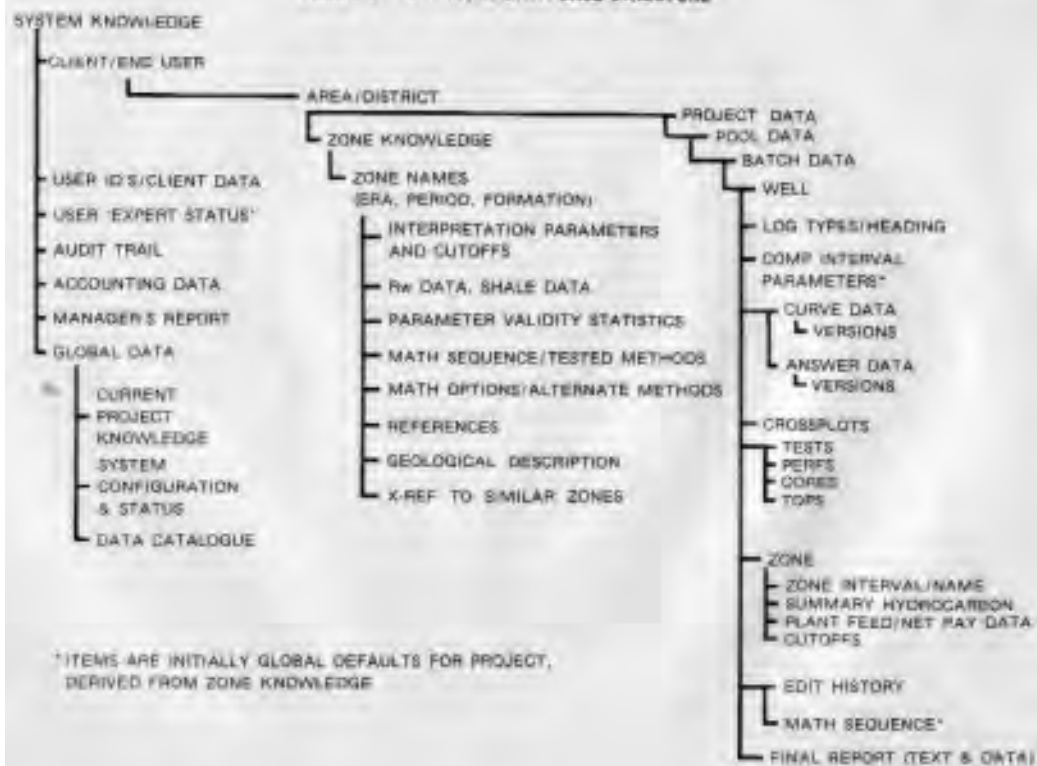 SYSTEM KNOWLEDGE
CLIENT/END USER
AREA/DISTRICT
PROJECT DATA
POOL DATA
BATCH DATA
ZONE KNOWLEDGE
ZONE NAMES
(ERA, PERIOD, FORMATION)
INTERPRETATION PARAMETERS
AND CUTOFFS
Rw DATA, SHALE DATA
PARAMETER VALIDITY STATISTICS
MATH SEQUENCE/TESTED METHODS
MATH OPTIONS/ALTERNATE METHODS
REFERENCES
GEOLOGICAL DESCRIPTION
X-REF TO SIMILAR ZONES
USER ID'S/CLIENT DATA
USER 'EXPERT STATUS'
AUDIT TRAIL
ACCOUNTING DATA
MANAGER'S REPORT
GLOBAL DATA
CURRENT
PROJECT
KNOWLEDGE
SYSTEM
CONFIGURATION
& STATUS
DATA CATALOGUE
WELL
LOG TYPES/HEADING
COMP INTERVAL
PARAMETERS*
CURVE DATA
VERSIONS
ANSWER DATA
VERSIONS
CROSSPLOTS
TESTS
PERFS
CORES
TOPS
ZONE
ZONE INTERVAL/NAME
SUMMARY HYDROCARBON
PLANT FEED/NET PAY DATA
CUTOFFS
EDIT HISTORY
MATH SEQUENCE*
FINAL REPORT (TEXT & DATA)
*ITEMS ARE INITIALLY GLOBAL DEFAULTS FOR PROJECT,
DERIVED FROM ZONE KNOWLEDGE